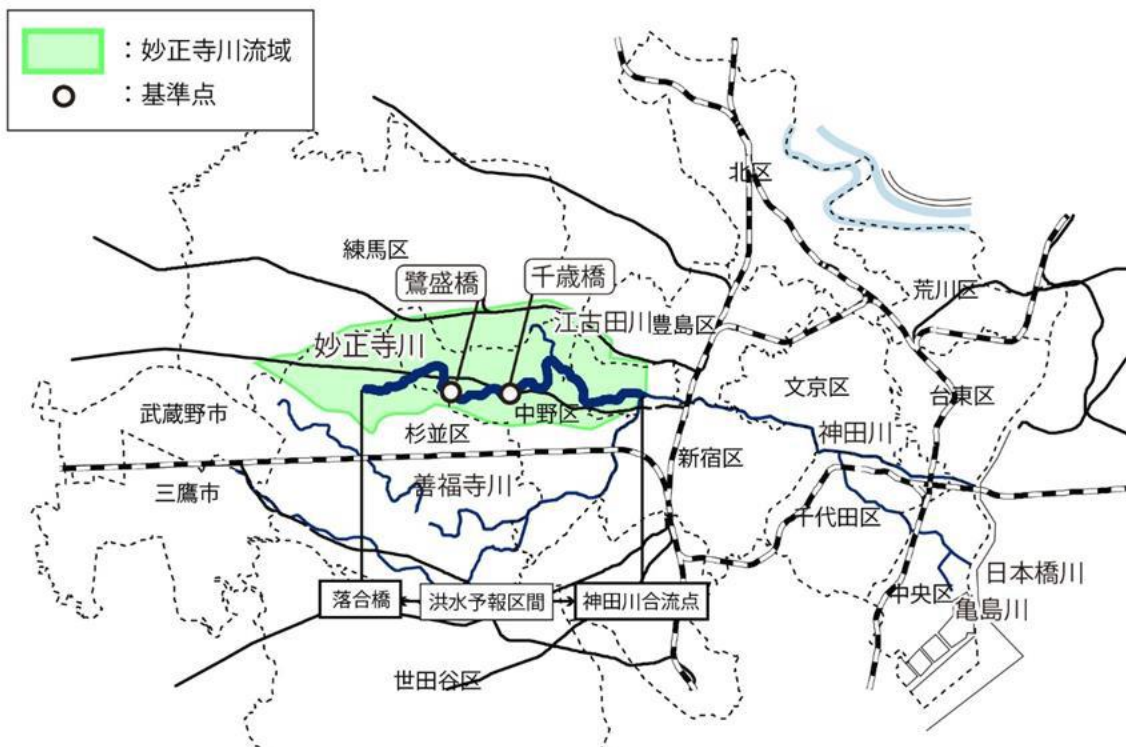 ：妙正寺川流域
：基準点
北区
練馬区
鷺盛橋
千歳橋
荒川区
江古田川
豊島区
妙正寺川
文京区
台東区
武蔵野市
中野区
杉並区
神田川
新宿区
三鷹市
善福寺川
千代田区
日本橋川
中央区
亀島川
落合橋
洪水予報区間
神田川合流点
世田谷区